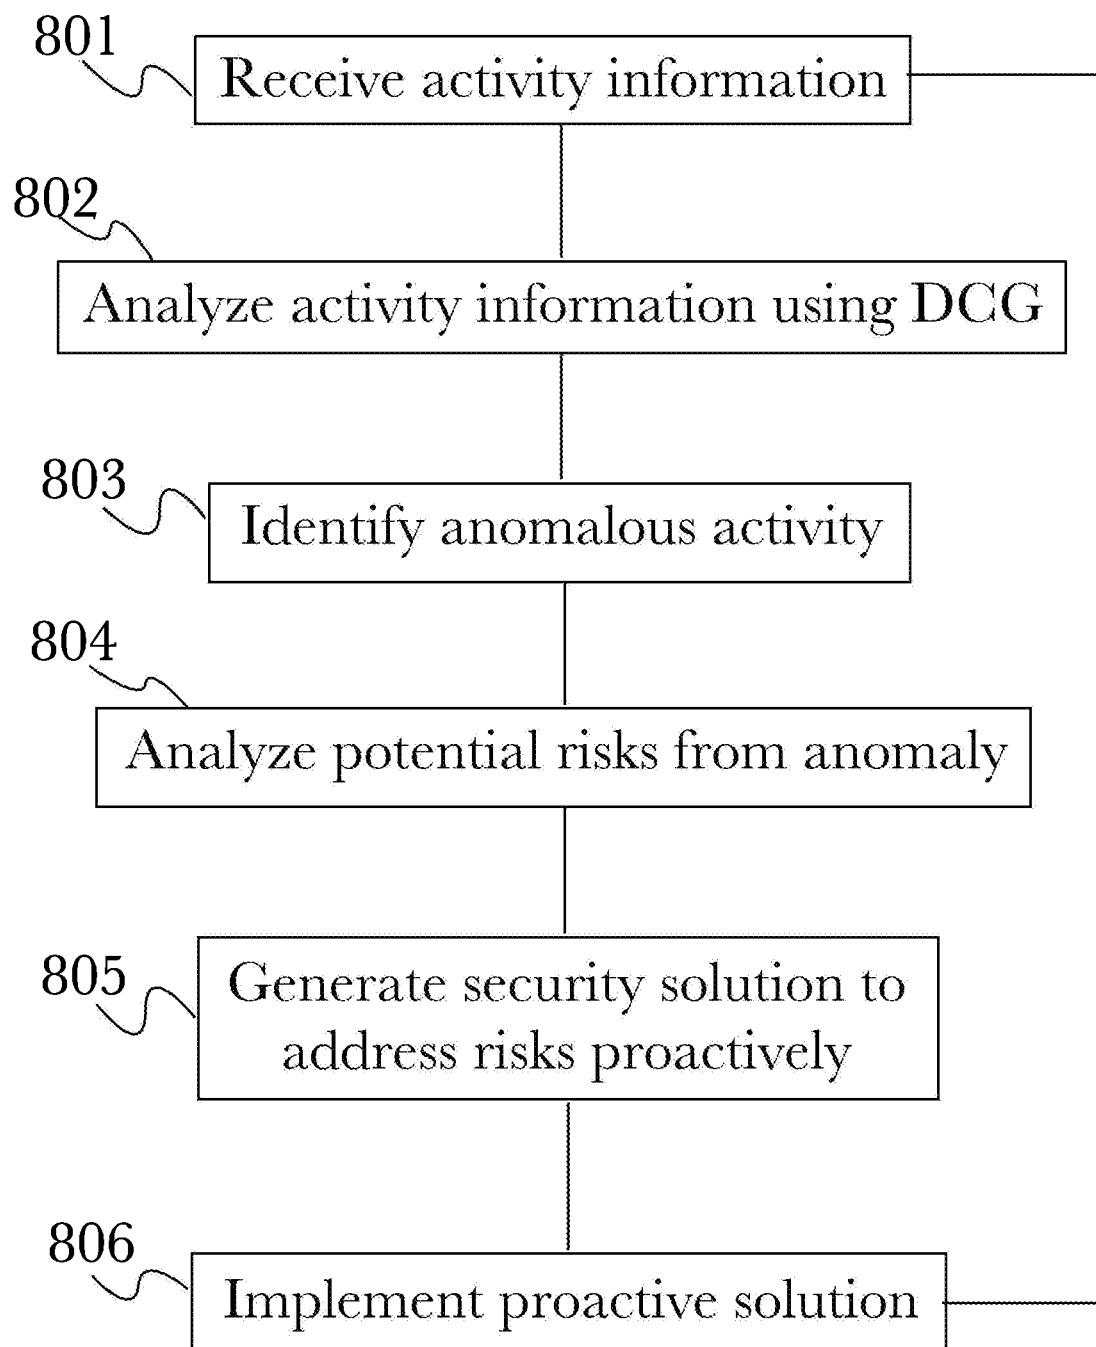 801
Receive activity information
802
Analyze activity information using DCG
803
Identify anomalous activity
804
Analyze potential risks from anomaly
805
Generate security solution to
address risks proactively
806
Implement proactive solution